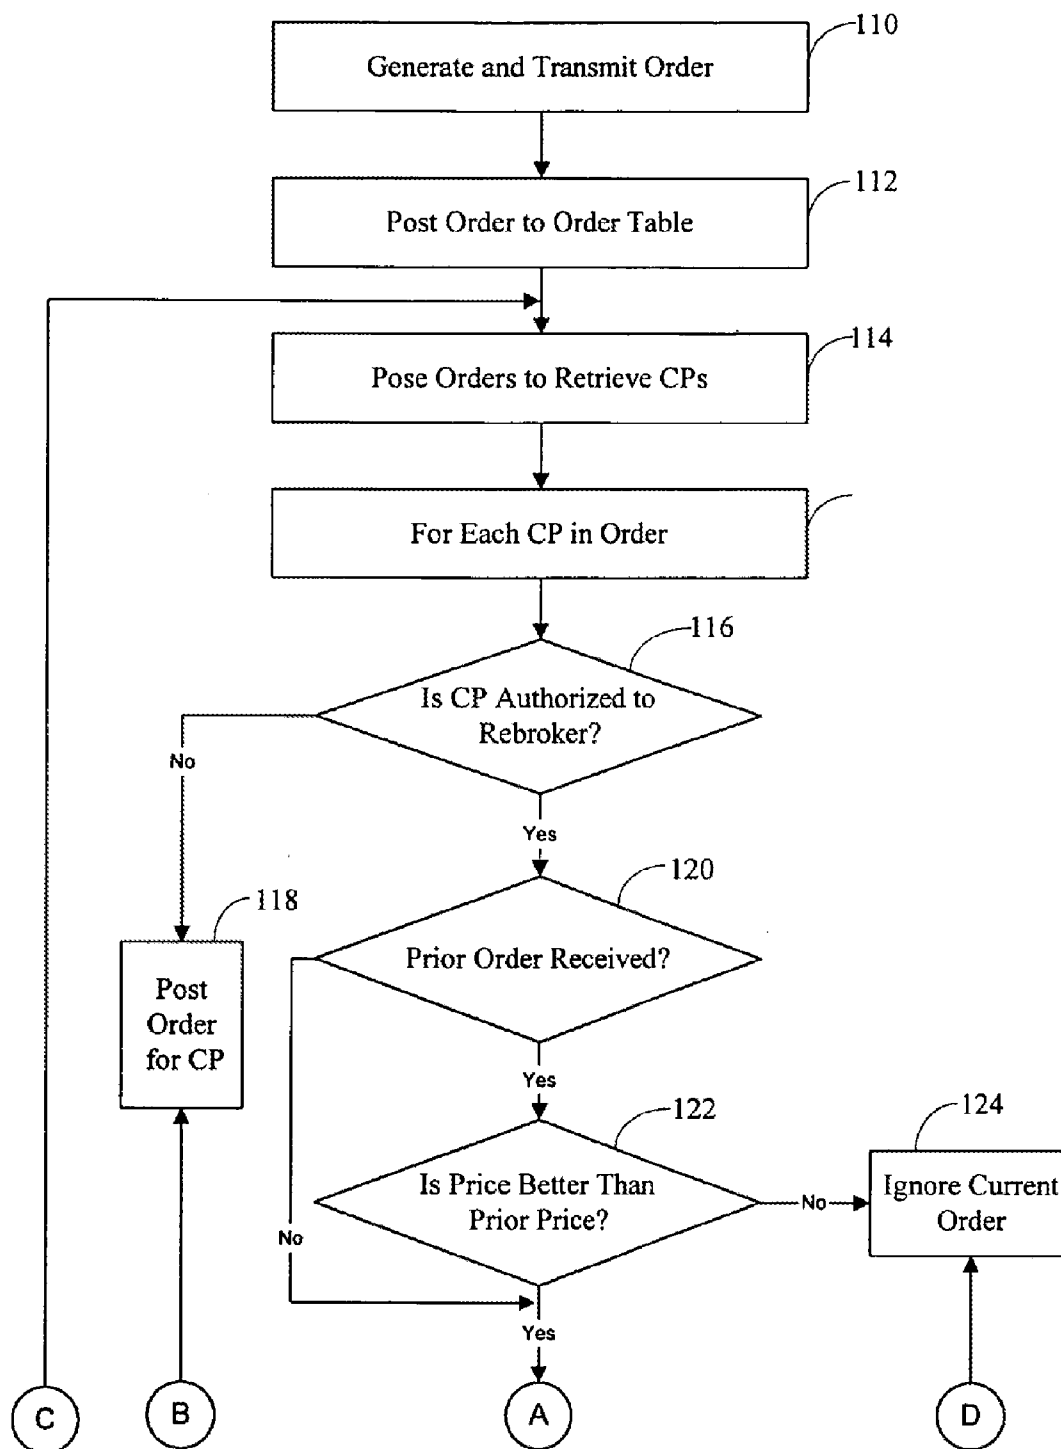 110
Generate and Transmit Order
112
Post Order to Order Table
114
Pose Orders to Retrieve CPs
For Each CP in Order
116
Is CP Authorized to
Rebroker?
No
Yes
120
118
Prior Order Received?
Post
Order
for CP
Yes
122
124
Is Price Better Than
Prior Price?
No
Ignore Current
Order
No
Yes
C
B
A
D